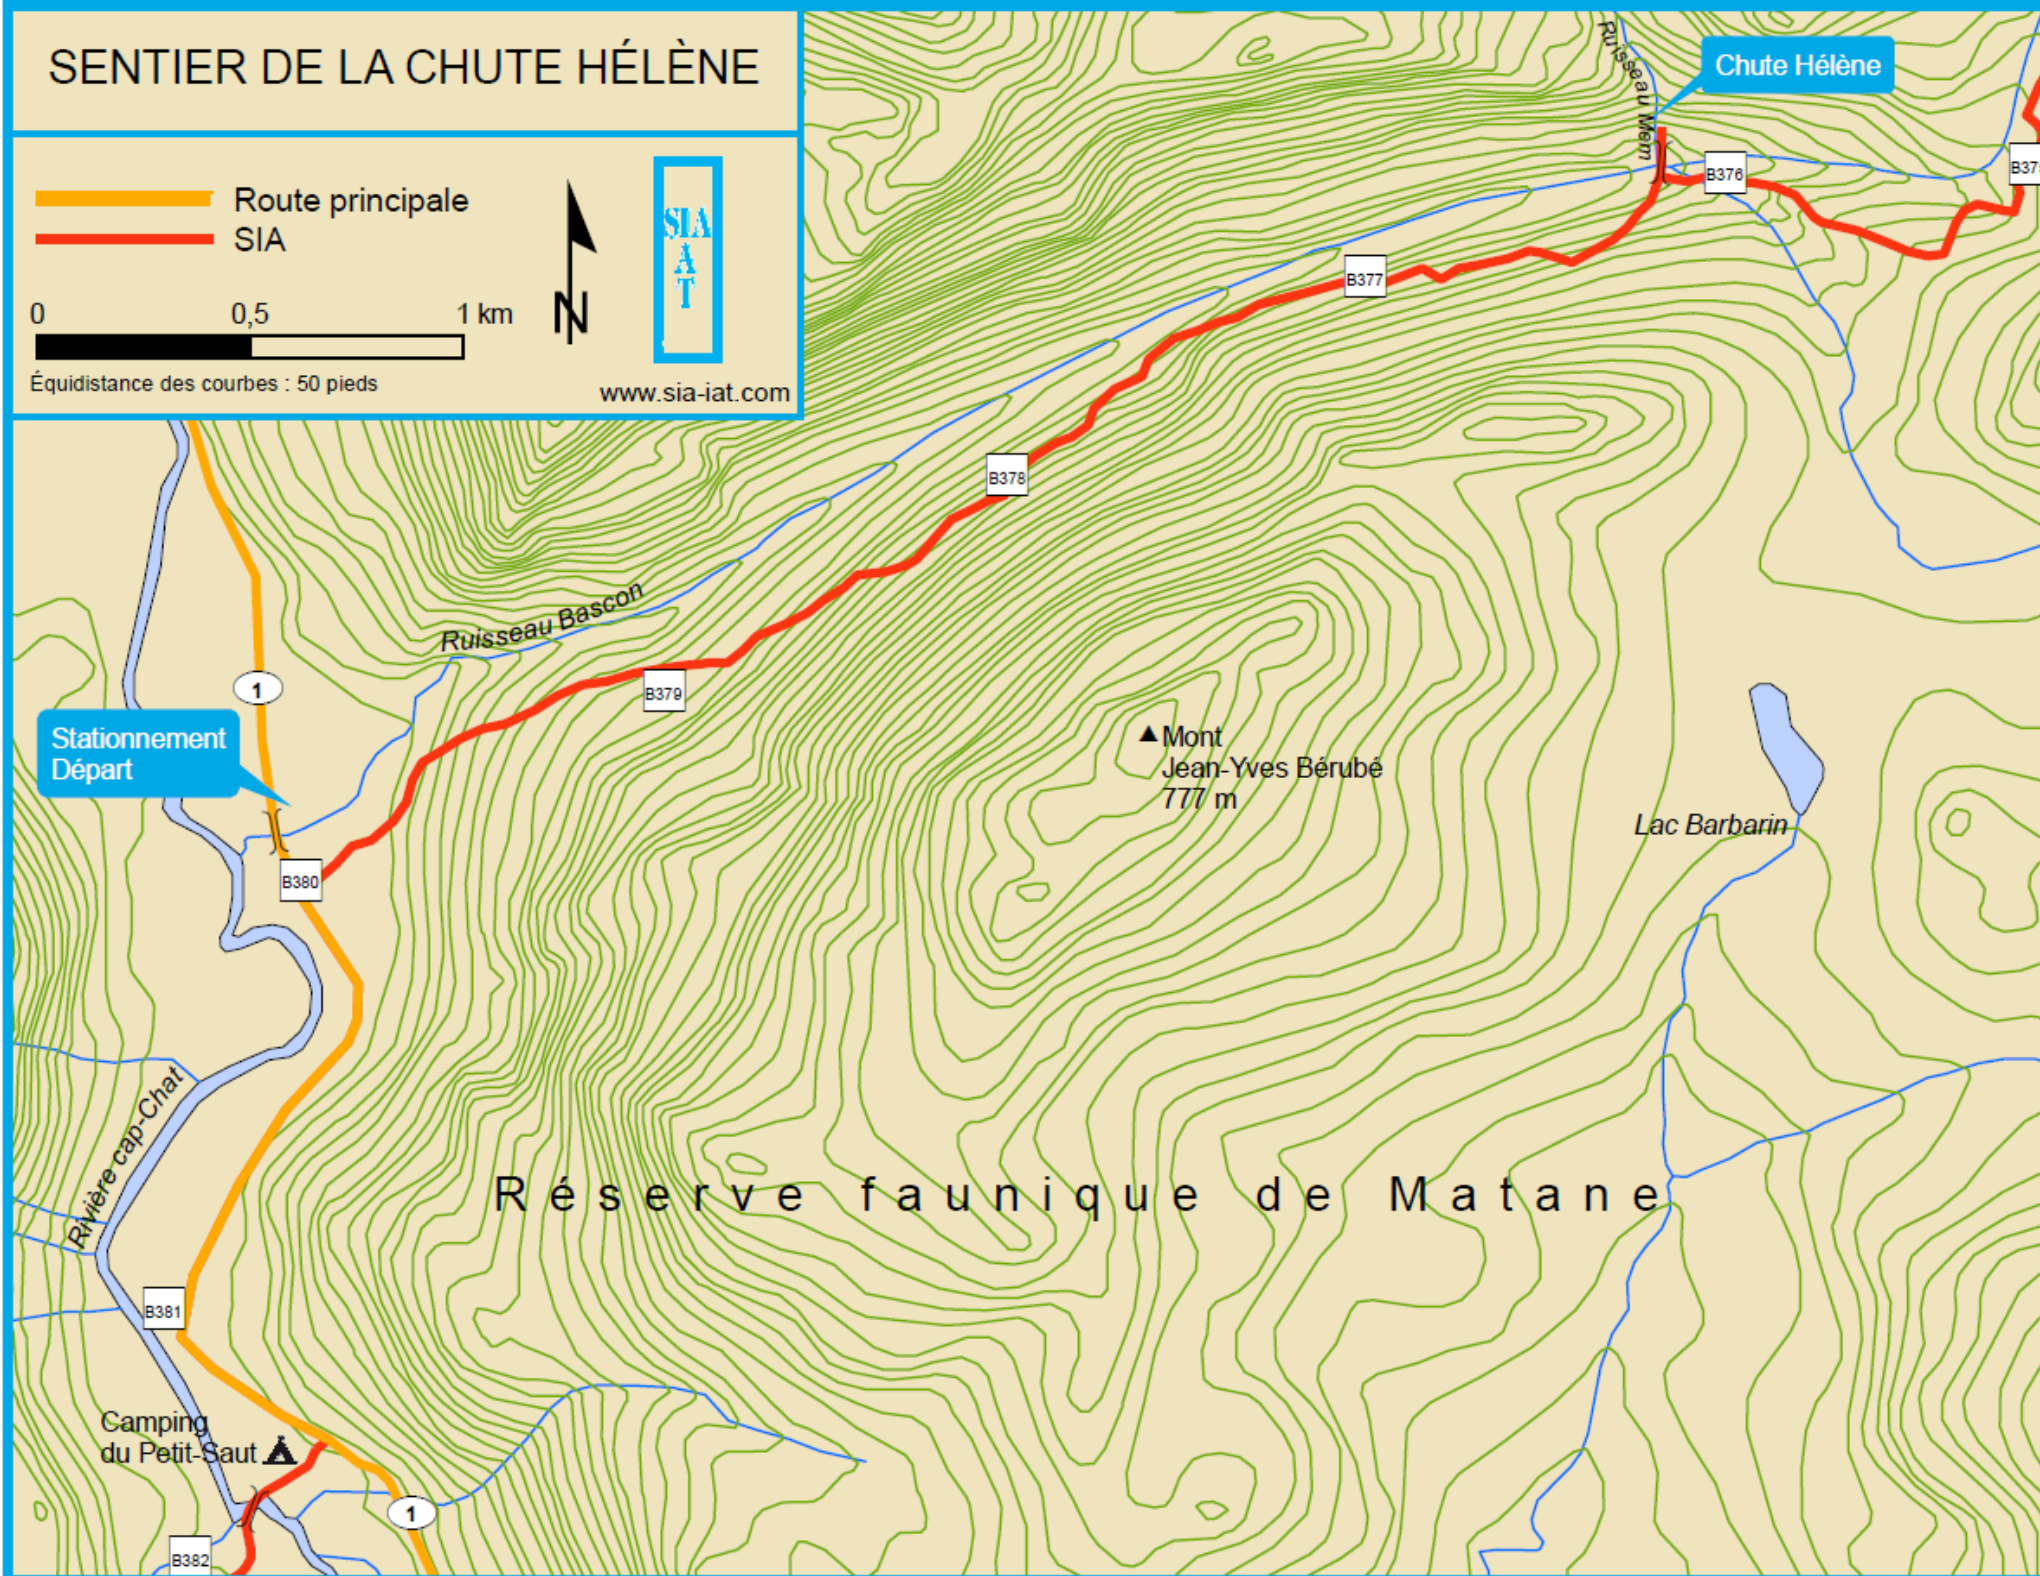 SENTIER DE LA CHUTE HÉLÈNE
Route principale
SIA
0 0,5 1 km
Équidistance des courbes : 50 pieds
N
SIA
A
T
www.sia-iat.com
Ruisseau Mem
Chute Hélène
B376
B377
B378
Ruisseau Bascon
B379
1
Stationnement
Départ
B380
Mont
Jean-Yves Bérubé
777 m
Lac Barbarin
Rivière cap-Chat
Réserve faunique de Matane
B381
Camping
du Petit-Saut
1
B382